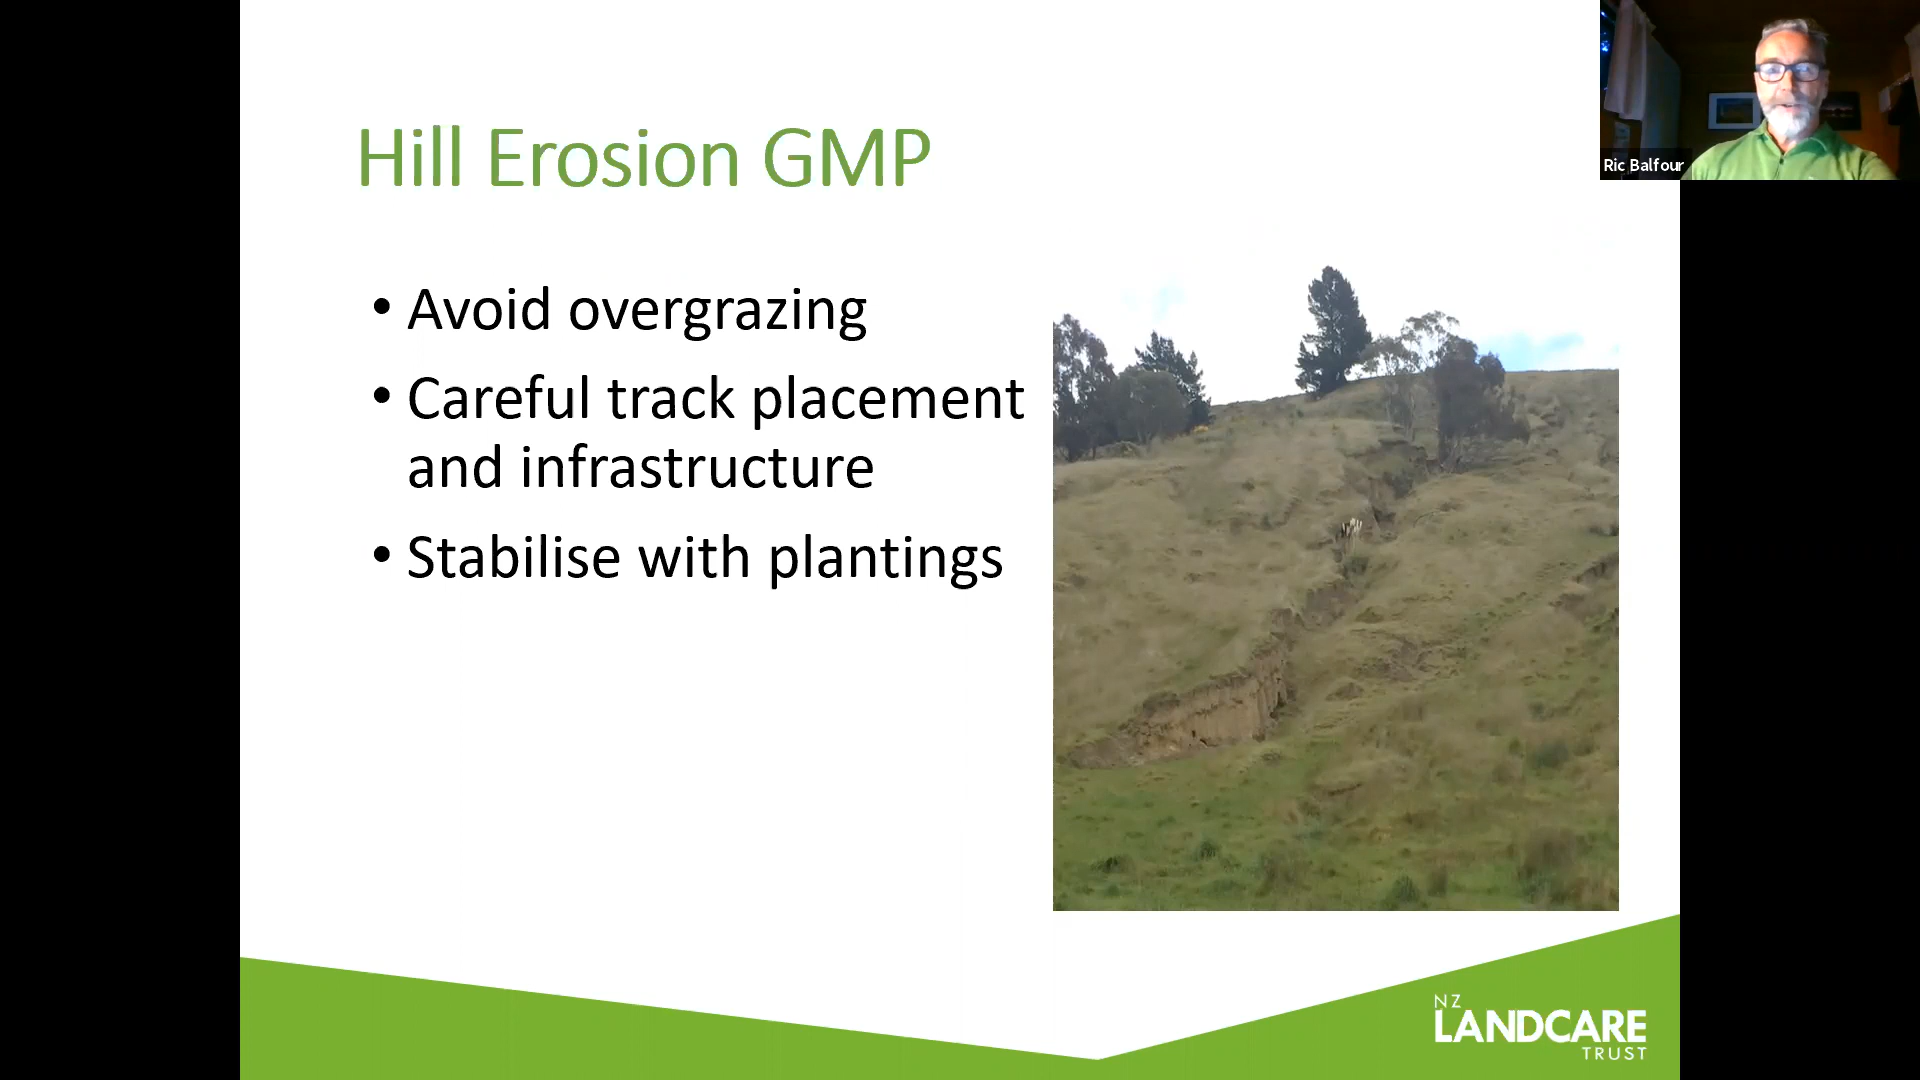 Hill Erosion GMP
• Avoid overgrazing
• Careful track placement
and infrastructure
• Stabilise with plantings
Ric Balfour
NZ
LANDCARE
TRUST